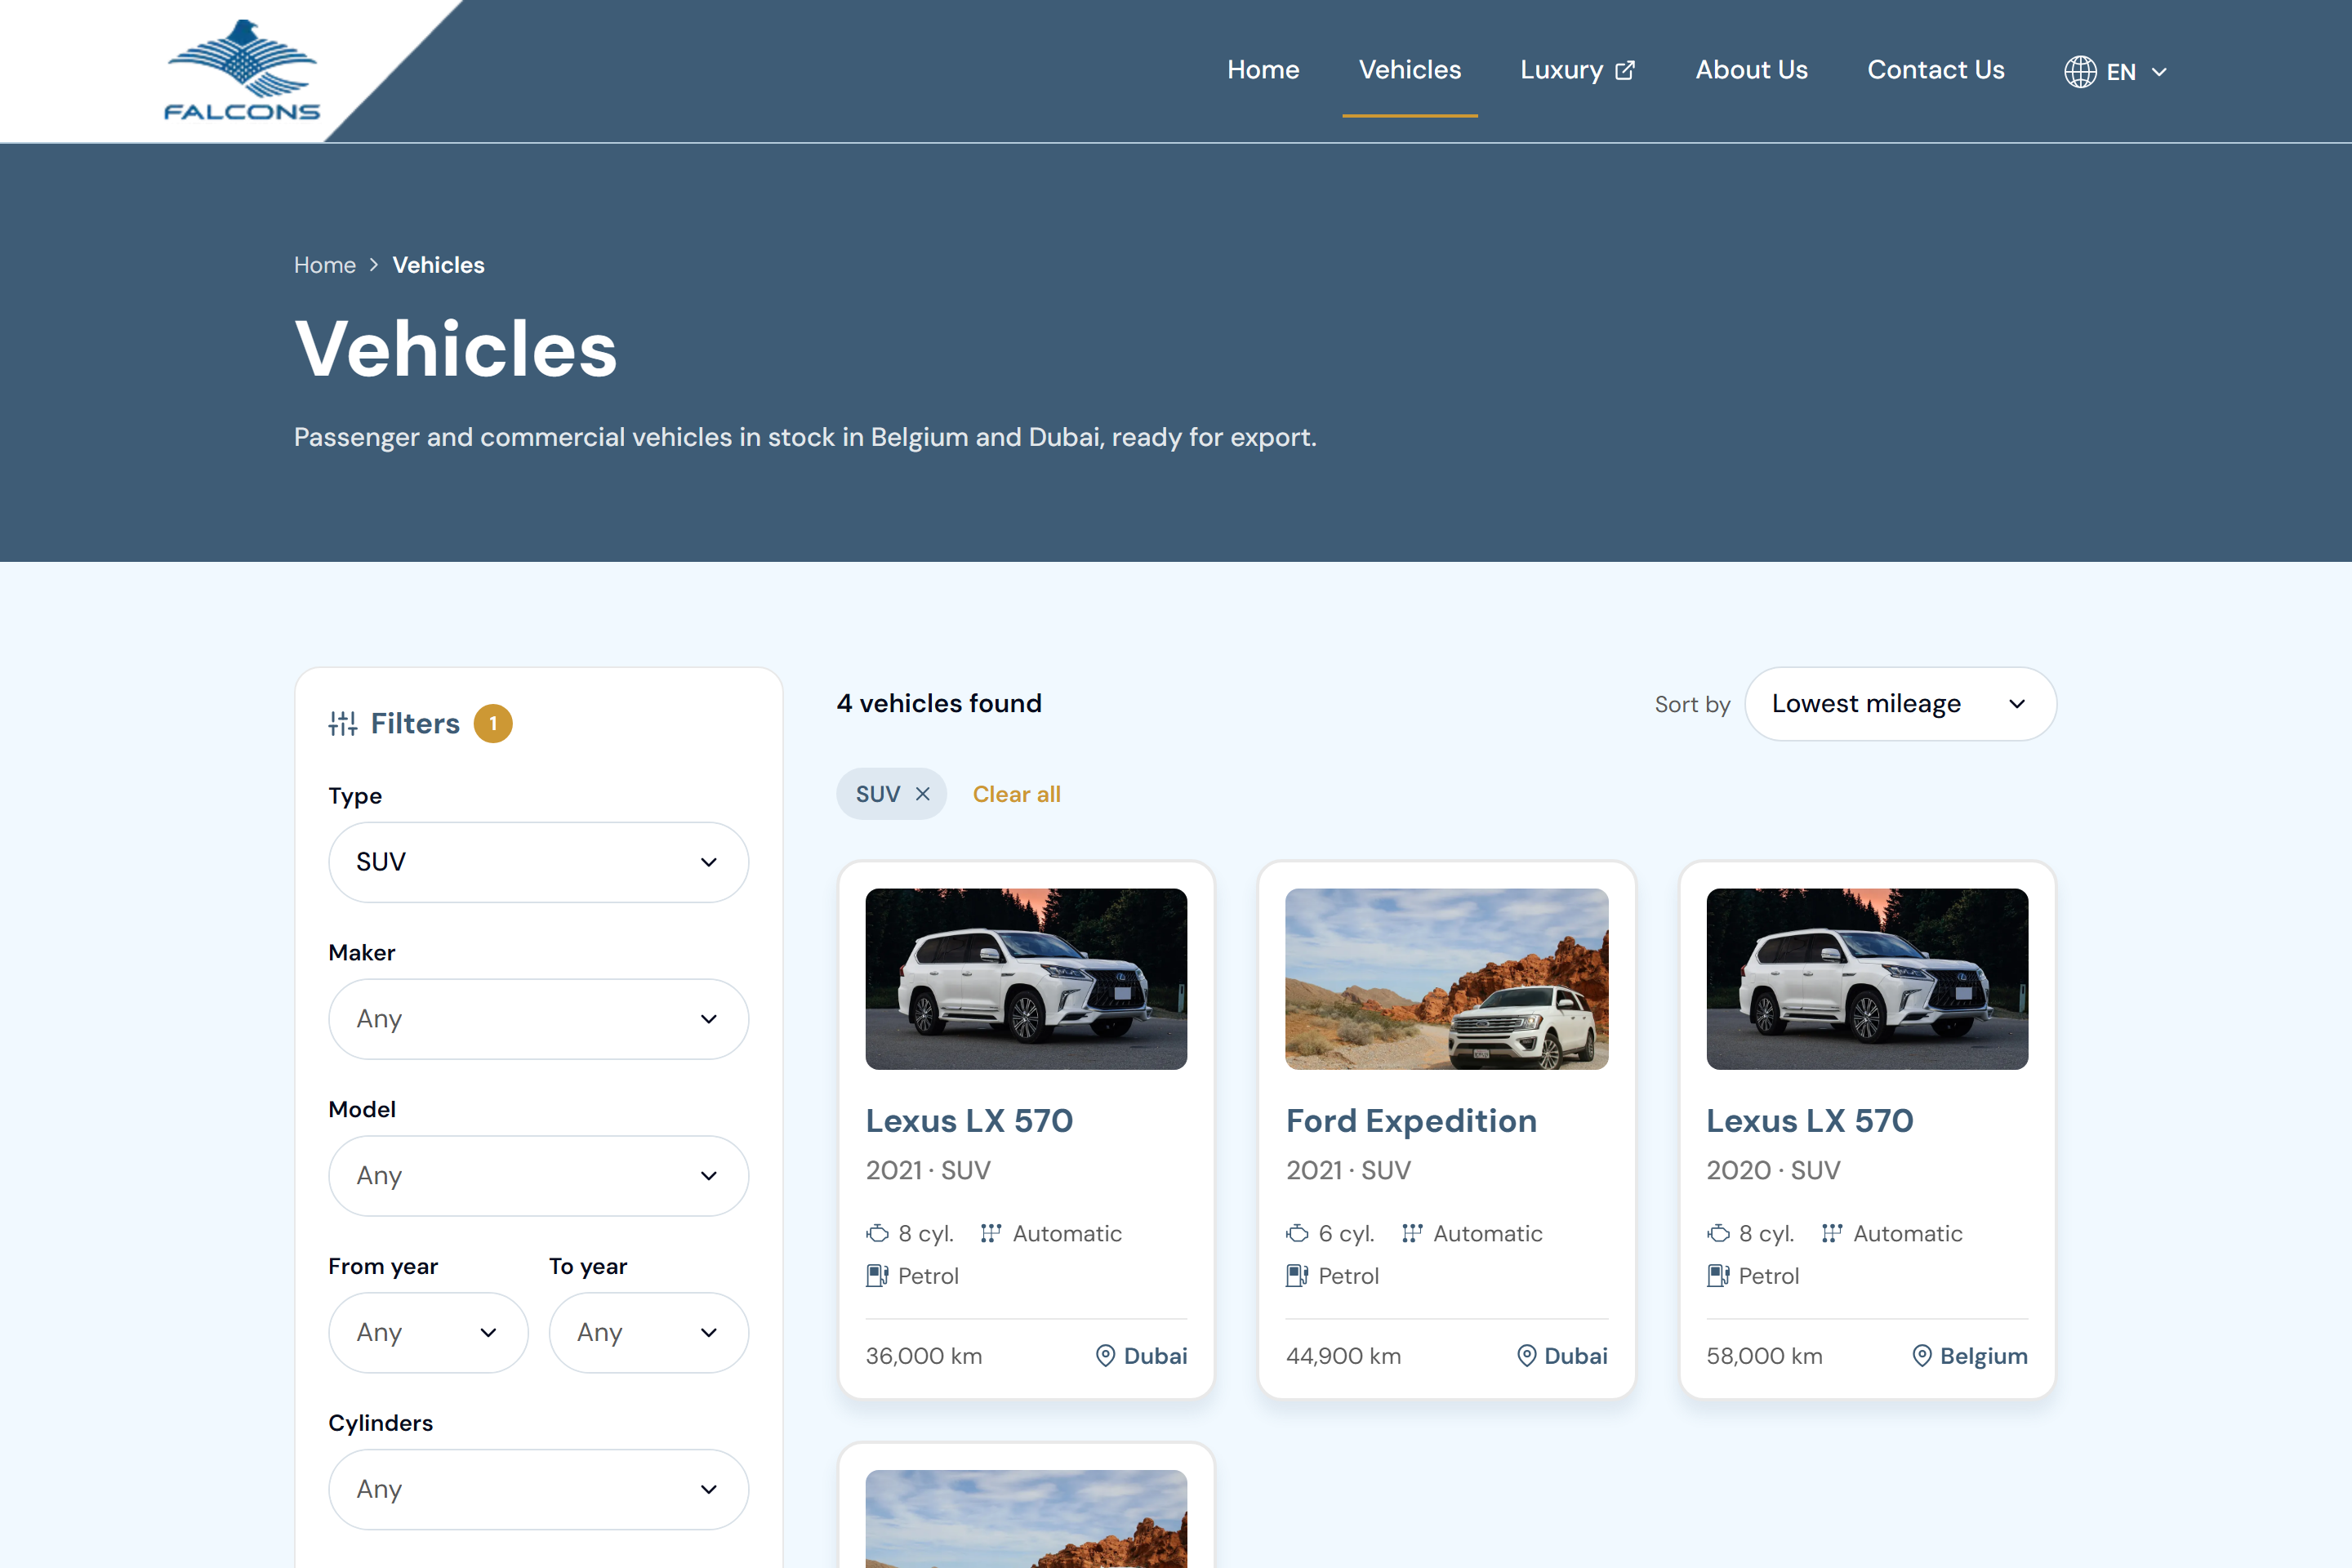 FALCONS
Home
Vehicles
Luxury
About Us
Contact Us
EN
Home > Vehicles
Vehicles
Passenger and commercial vehicles in stock in Belgium and Dubai, ready for export.
Filters 1
Type
SUV
Maker
Any
Model
Any
From year
To year
Any
Any
Cylinders
Any
4 vehicles found
Sort by
Lowest mileage
SUV
Clear all
Lexus LX 570
2021 · SUV
8 cyl.
Automatic
Petrol
36,000 km
Dubai
Ford Expedition
2021 · SUV
6 cyl.
Automatic
Petrol
44,900 km
Dubai
Lexus LX 570
2020 · SUV
8 cyl.
Automatic
Petrol
58,000 km
Belgium